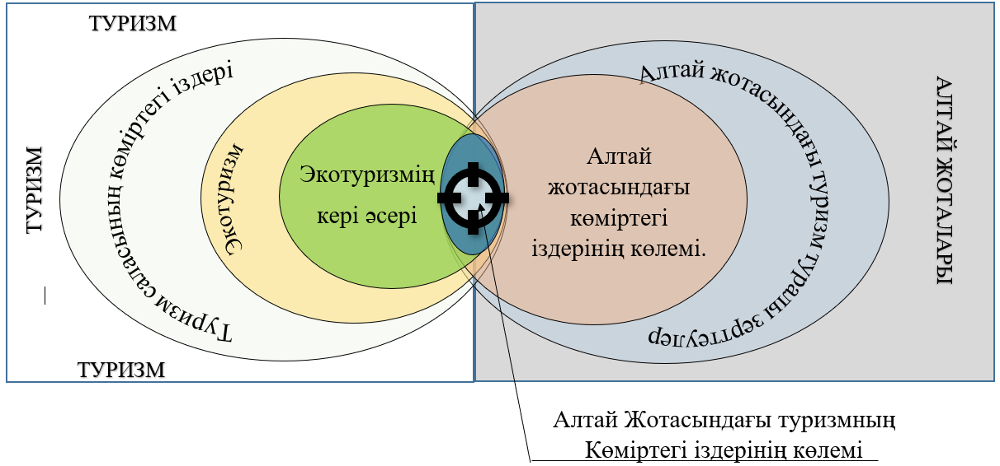 ТУРИЗМ
ТУРИЗМ
ТУРИЗМ
Туризм саласының көміртегі іздері
Экотуризм
Экотуризмің
кері әсері
Алтай
жотасындағы
көміртегі
іздерінің көлемі.
Алтай жотасындағы туризм туралы зерттеулер
АЛТАЙ ЖОТАЛАРЫ
Алтай Жотасындағы туризмның
Көміртегі іздерінің көлемі